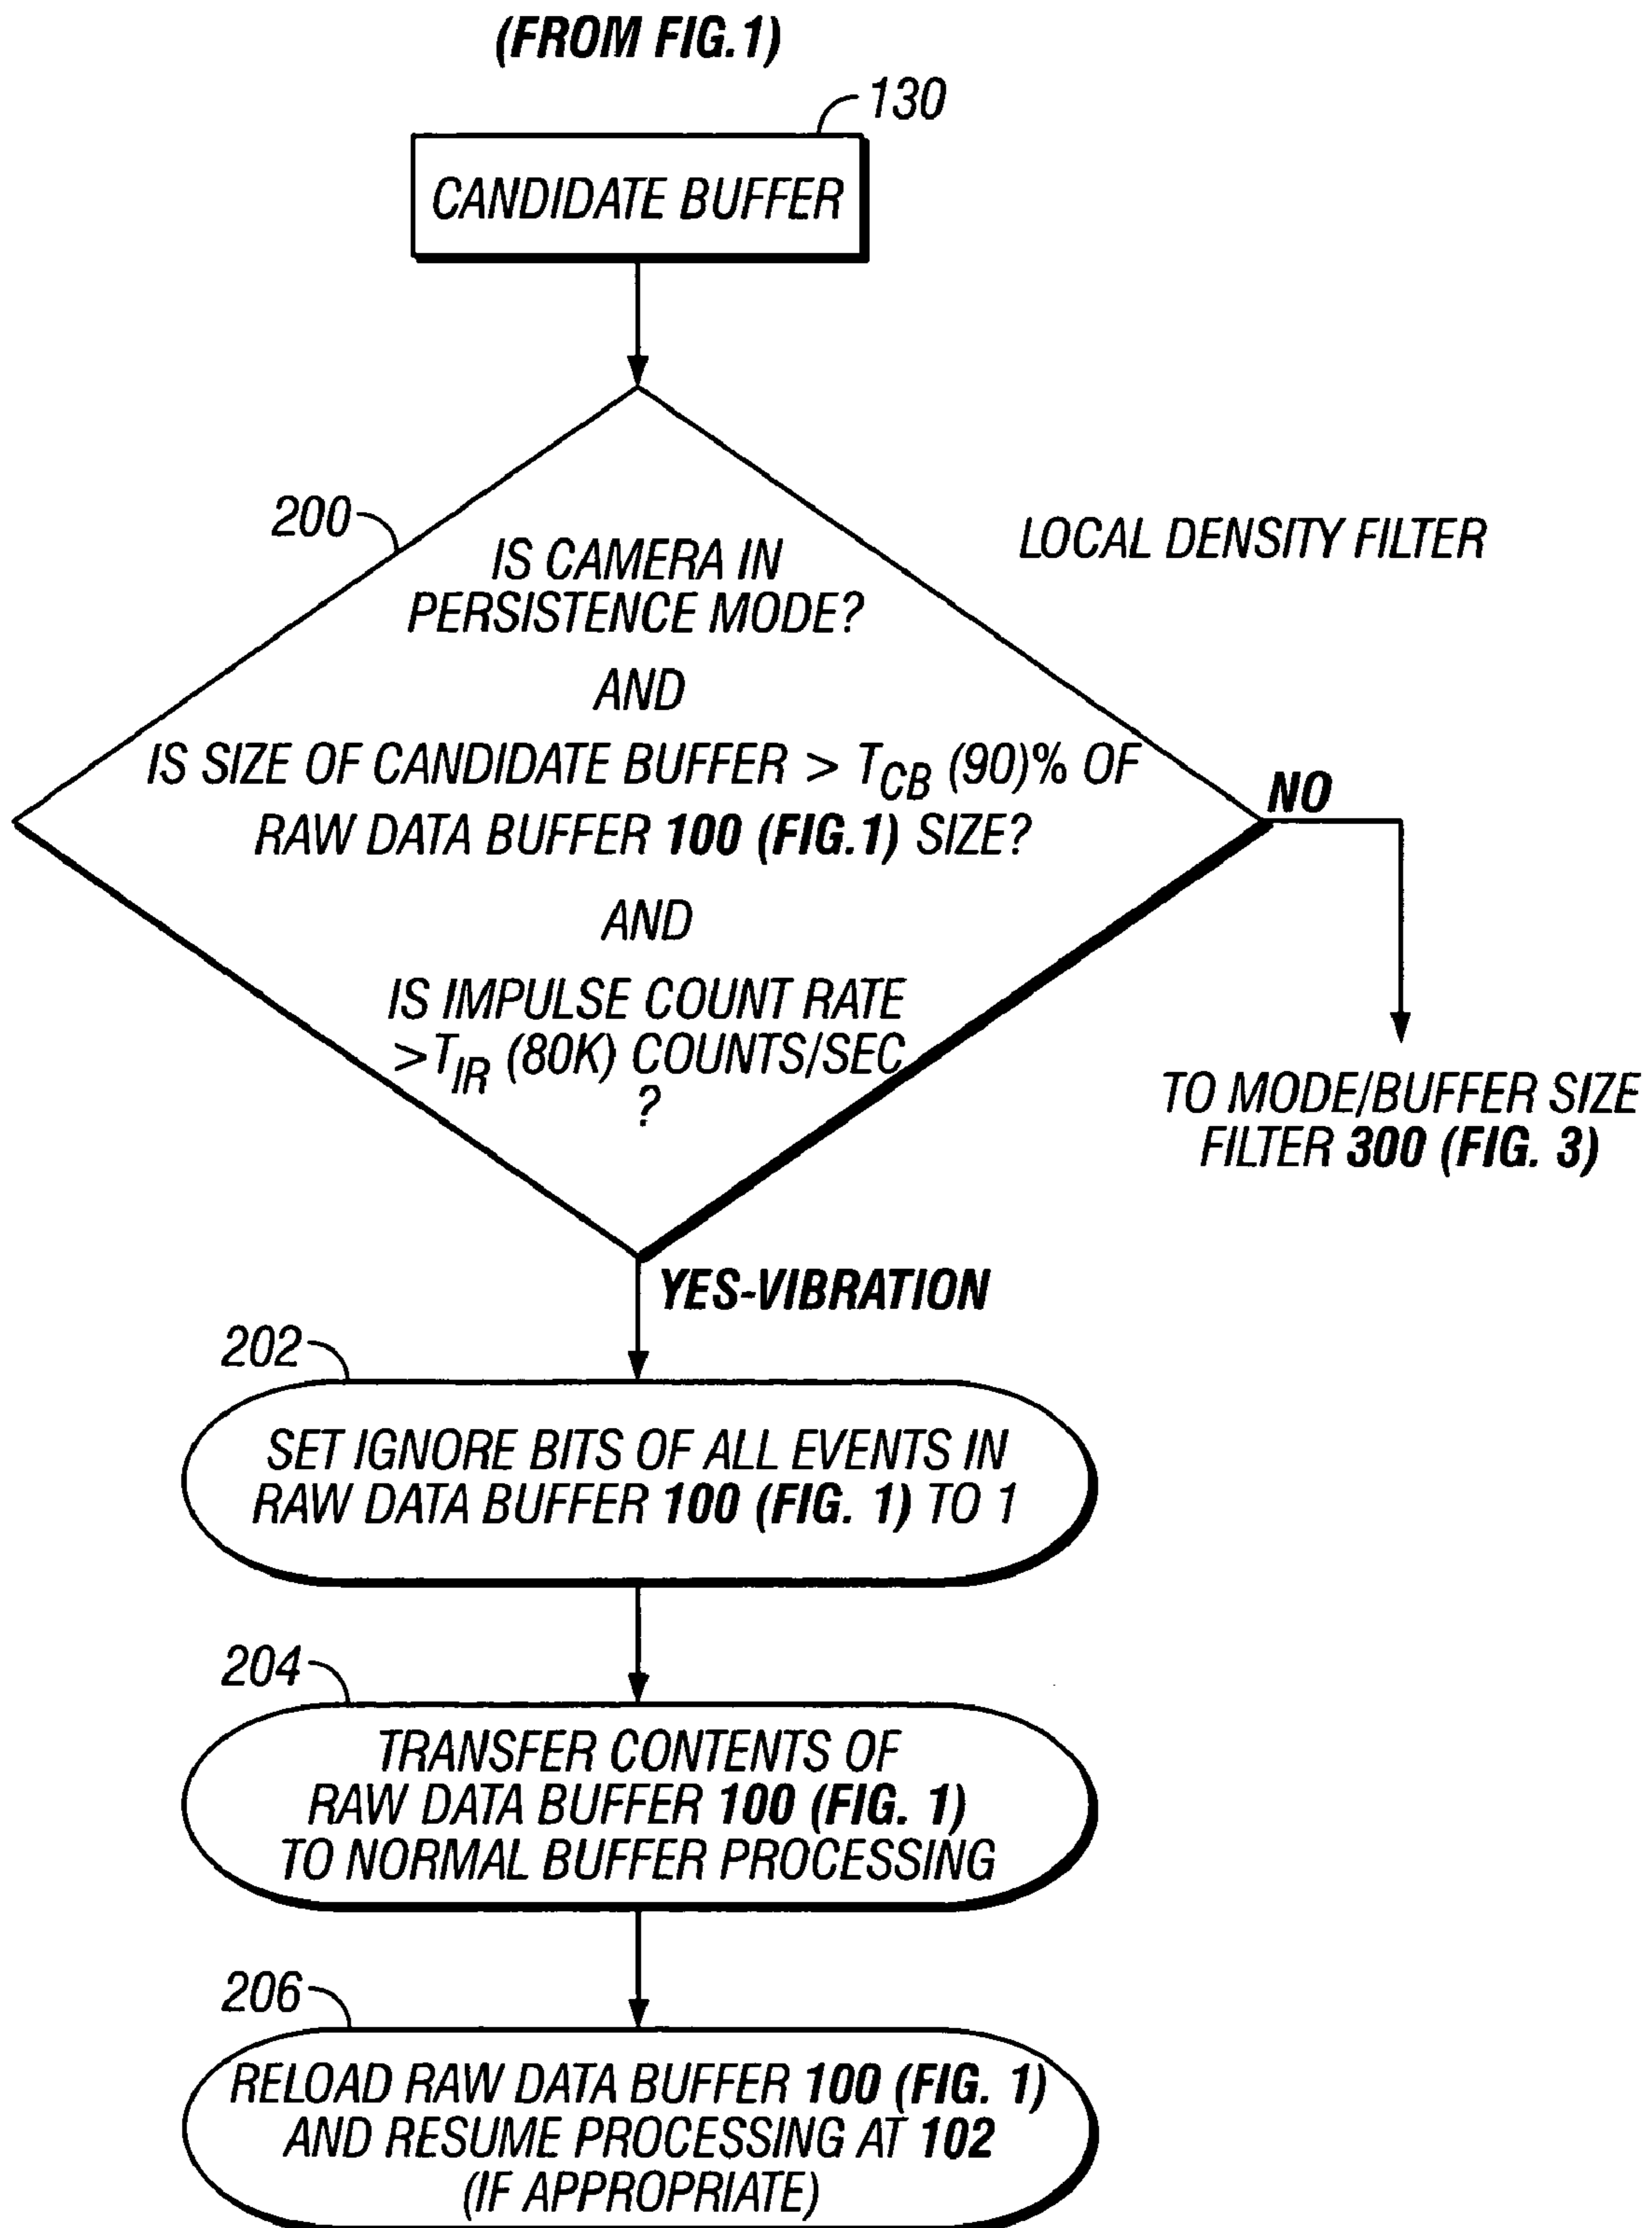 (FROM FIG.1)
130
CANDIDATE BUFFER
200
IS CAMERA IN
PERSISTENCE MODE?
AND
IS SIZE OF CANDIDATE BUFFER > TCB (90)% OF
RAW DATA BUFFER 100 (FIG.1) SIZE?
AND
IS IMPULSE COUNT RATE
>TIR (80K) COUNTS/SEC
?
LOCAL DENSITY FILTER
NO
TO MODE/BUFFER SIZE
FILTER 300 (FIG. 3)
YES-VIBRATION
202
SET IGNORE BITS OF ALL EVENTS IN
RAW DATA BUFFER 100 (FIG. 1) TO 1
204
TRANSFER CONTENTS OF
RAW DATA BUFFER 100 (FIG. 1)
TO NORMAL BUFFER PROCESSING
206
RELOAD RAW DATA BUFFER 100 (FIG. 1)
AND RESUME PROCESSING AT 102
(IF APPROPRIATE)